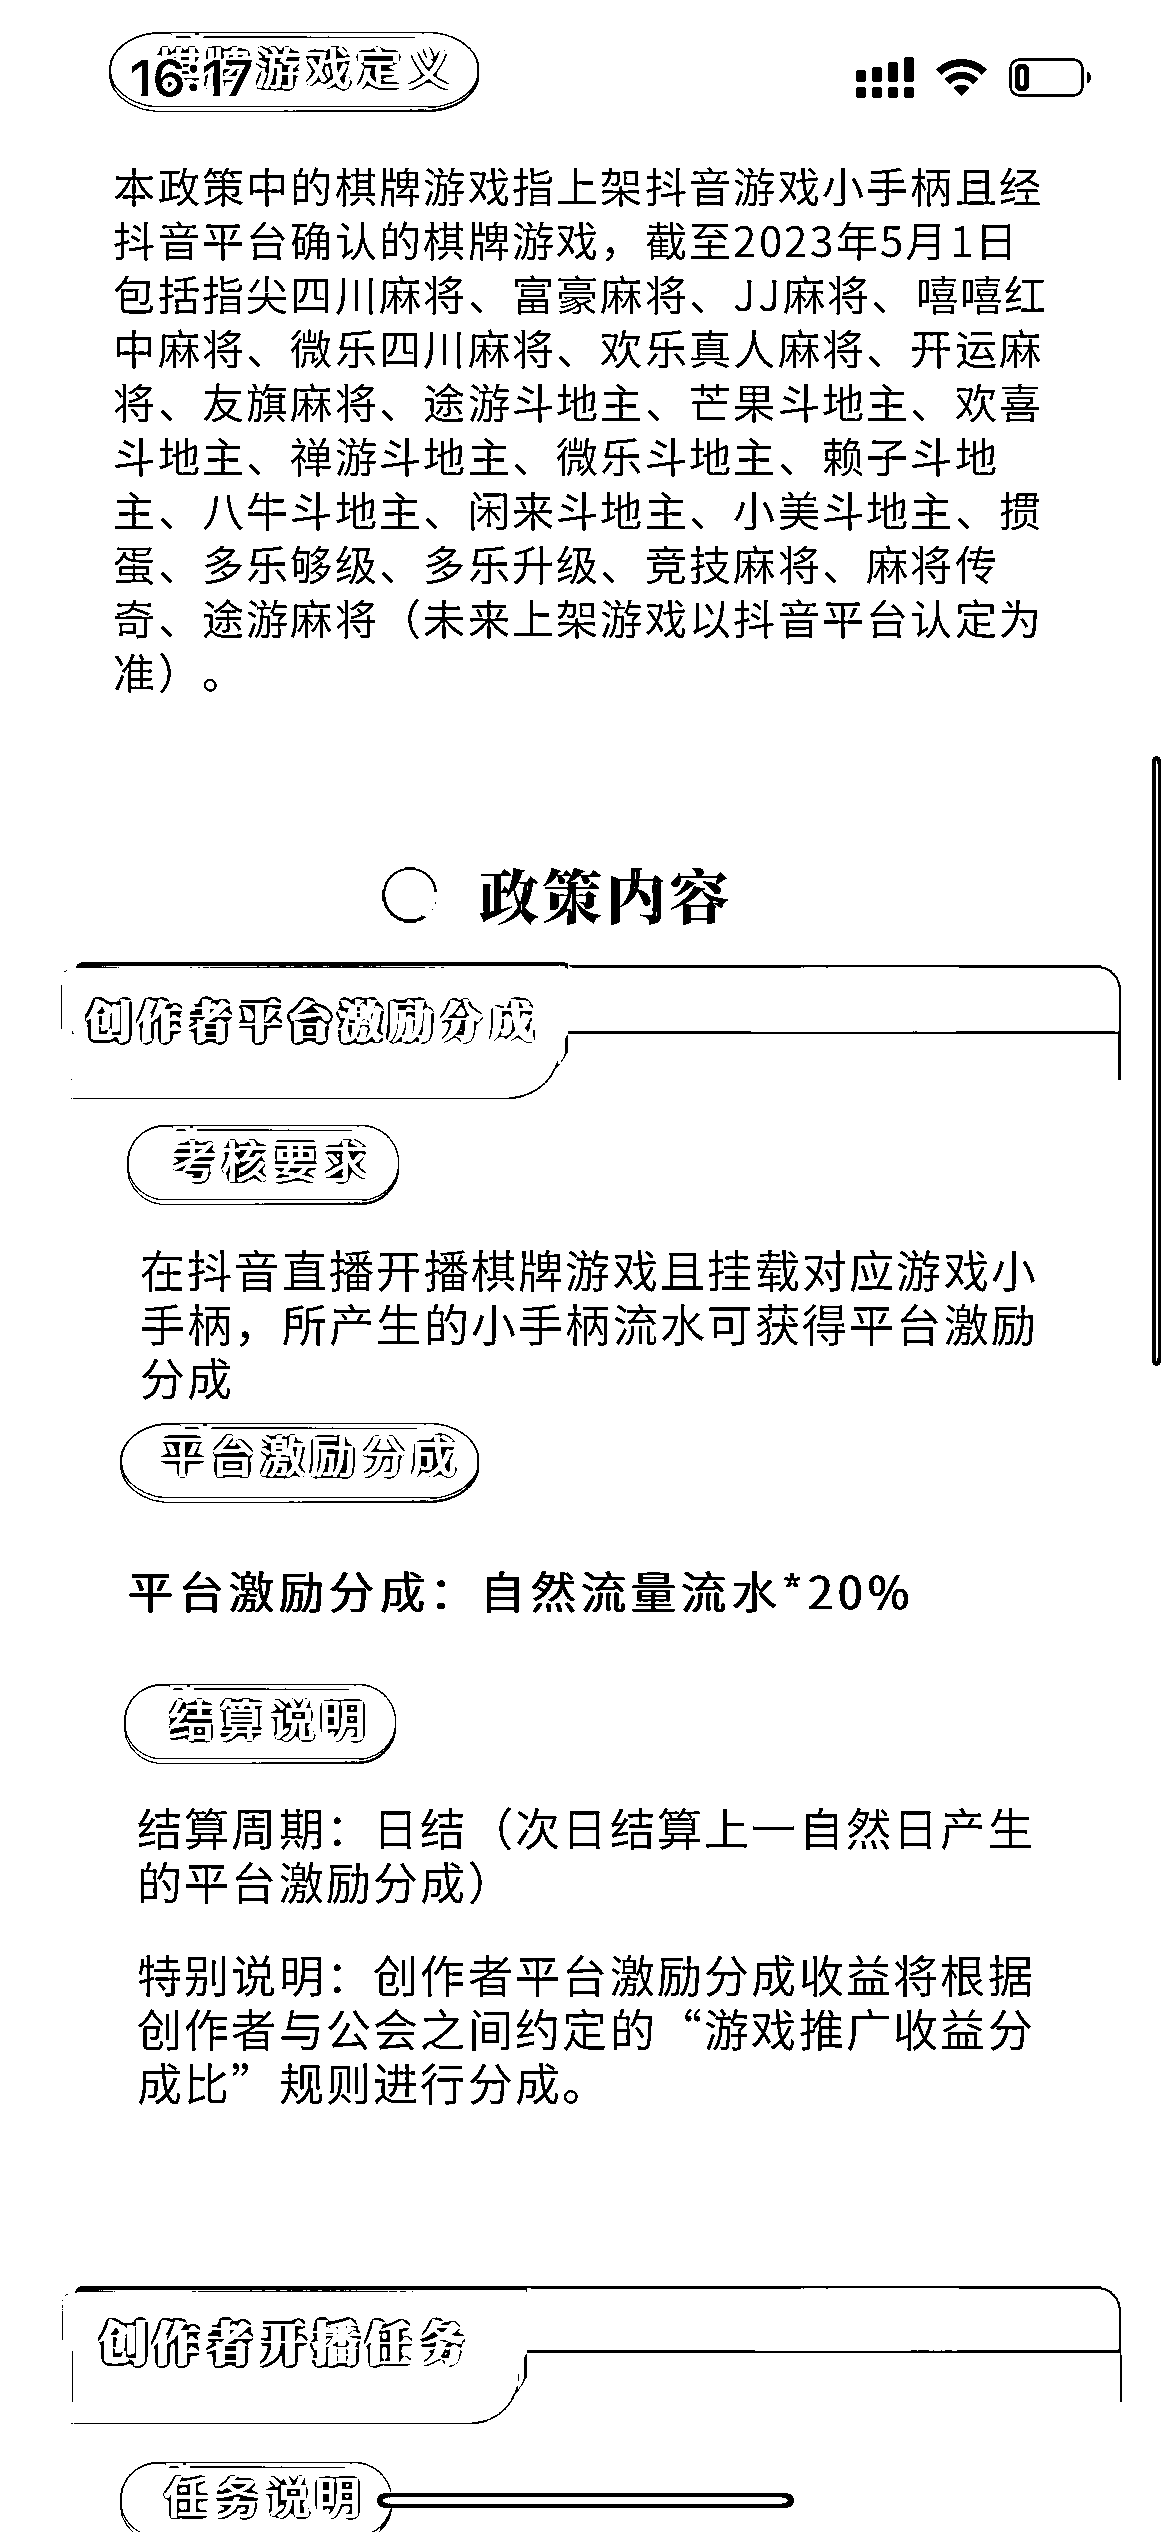 16:17
棋牌游戏定义
本政策中的棋牌游戏指上架抖音游戏小手柄且经
抖音平台确认的棋牌游戏，截至2023年5月1日
包括指尖四川麻将、富豪麻将、JJ麻将、嘻嘻红
中麻将、微乐四川麻将、欢乐真人麻将、开运麻
将、友旗麻将、途游斗地主、芒果斗地主、欢喜
斗地主、禅游斗地主、微乐斗地主、赖子斗地
主、八牛斗地主、闲来斗地主、小美斗地主、掼
蛋、多乐够级、多乐升级、竞技麻将、麻将传
奇、途游麻将（未来上架游戏以抖音平台认定为
准）。
政策内容
创作者平台激励分成
考核要求
在抖音直播开播棋牌游戏且挂载对应游戏小
手柄，所产生的小手柄流水可获得平台激励
分成
平台激励分成
平台激励分成：自然流量流水*20%
结算说明
结算周期：日结（次日结算上一自然日产生
的平台激励分成）
特别说明：创作者平台激励分成收益将根据
创作者与公会之间约定的“游戏推广收益分
成比”规则进行分成。
创作者开播任务
任务说明